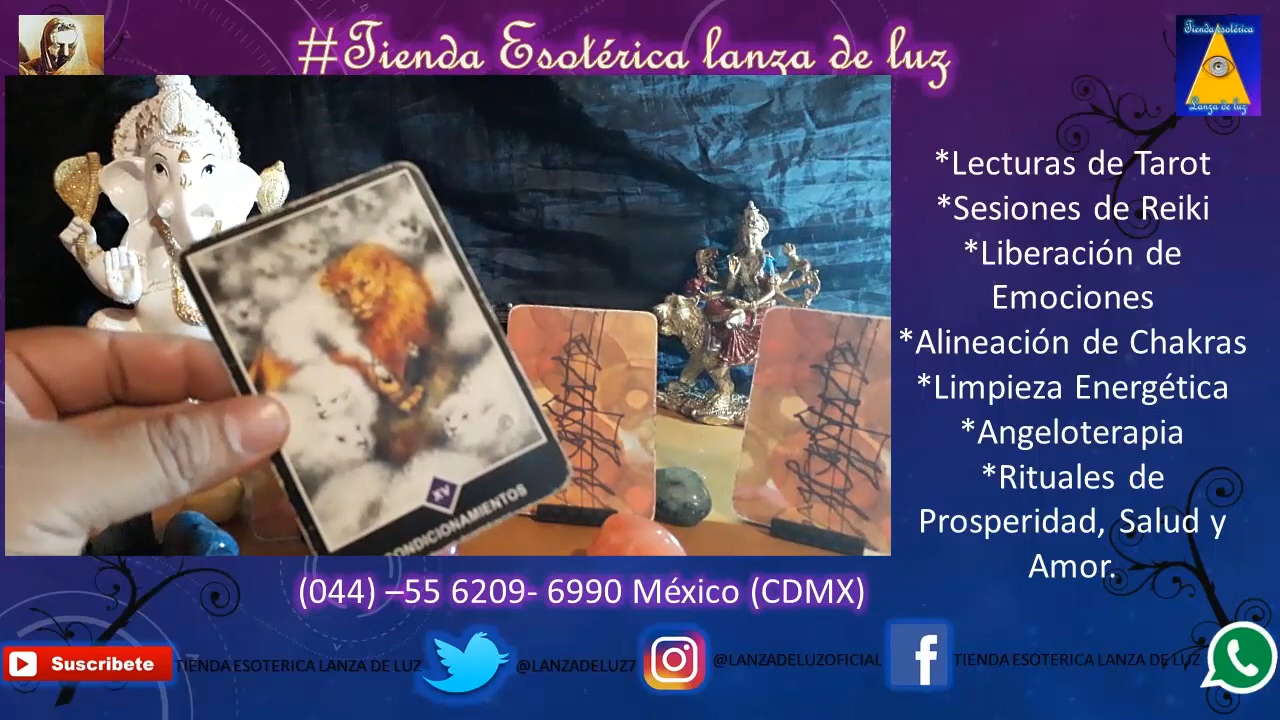 #Tienda Esotérica lanza de luz
Tienda Esotérica
Lanza de luz
*Lecturas de Tarot
*Sesiones de Reiki
*Liberación de
Emociones
*Alineación de Chakras
*Limpieza Energética
*Angeloterapia
*Rituales de
Prosperidad, Salud y
Amor.
XV
CONDICIONAMIENTOS
(044) –55 6209- 6990 México (CDMX)
Suscribete
TIENDA ESOTERICA LANZA DE LUZ
@LANZADELUZ7
@LANZADELUZOFICIAL
TIENDA ESOTERICA LANZA DE LUZ